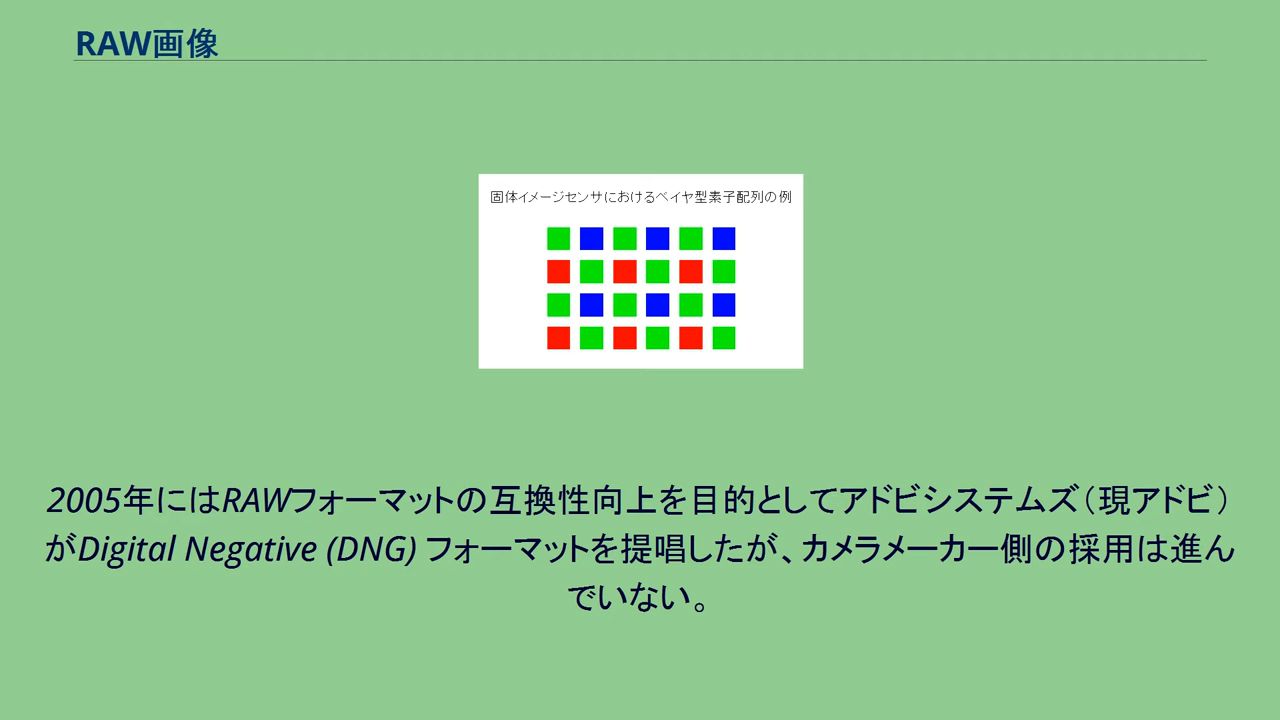 RAW画像
固体イメージセンサにおけるベイヤ型素子配列の例
2005年にはRAWフォーマットの互換性向上を目的としてアドビシステムズ（現アドビ）
がDigital Negative (DNG) フォーマットを提唱したが、カメラメーカー側の採用は進ん
でいない。